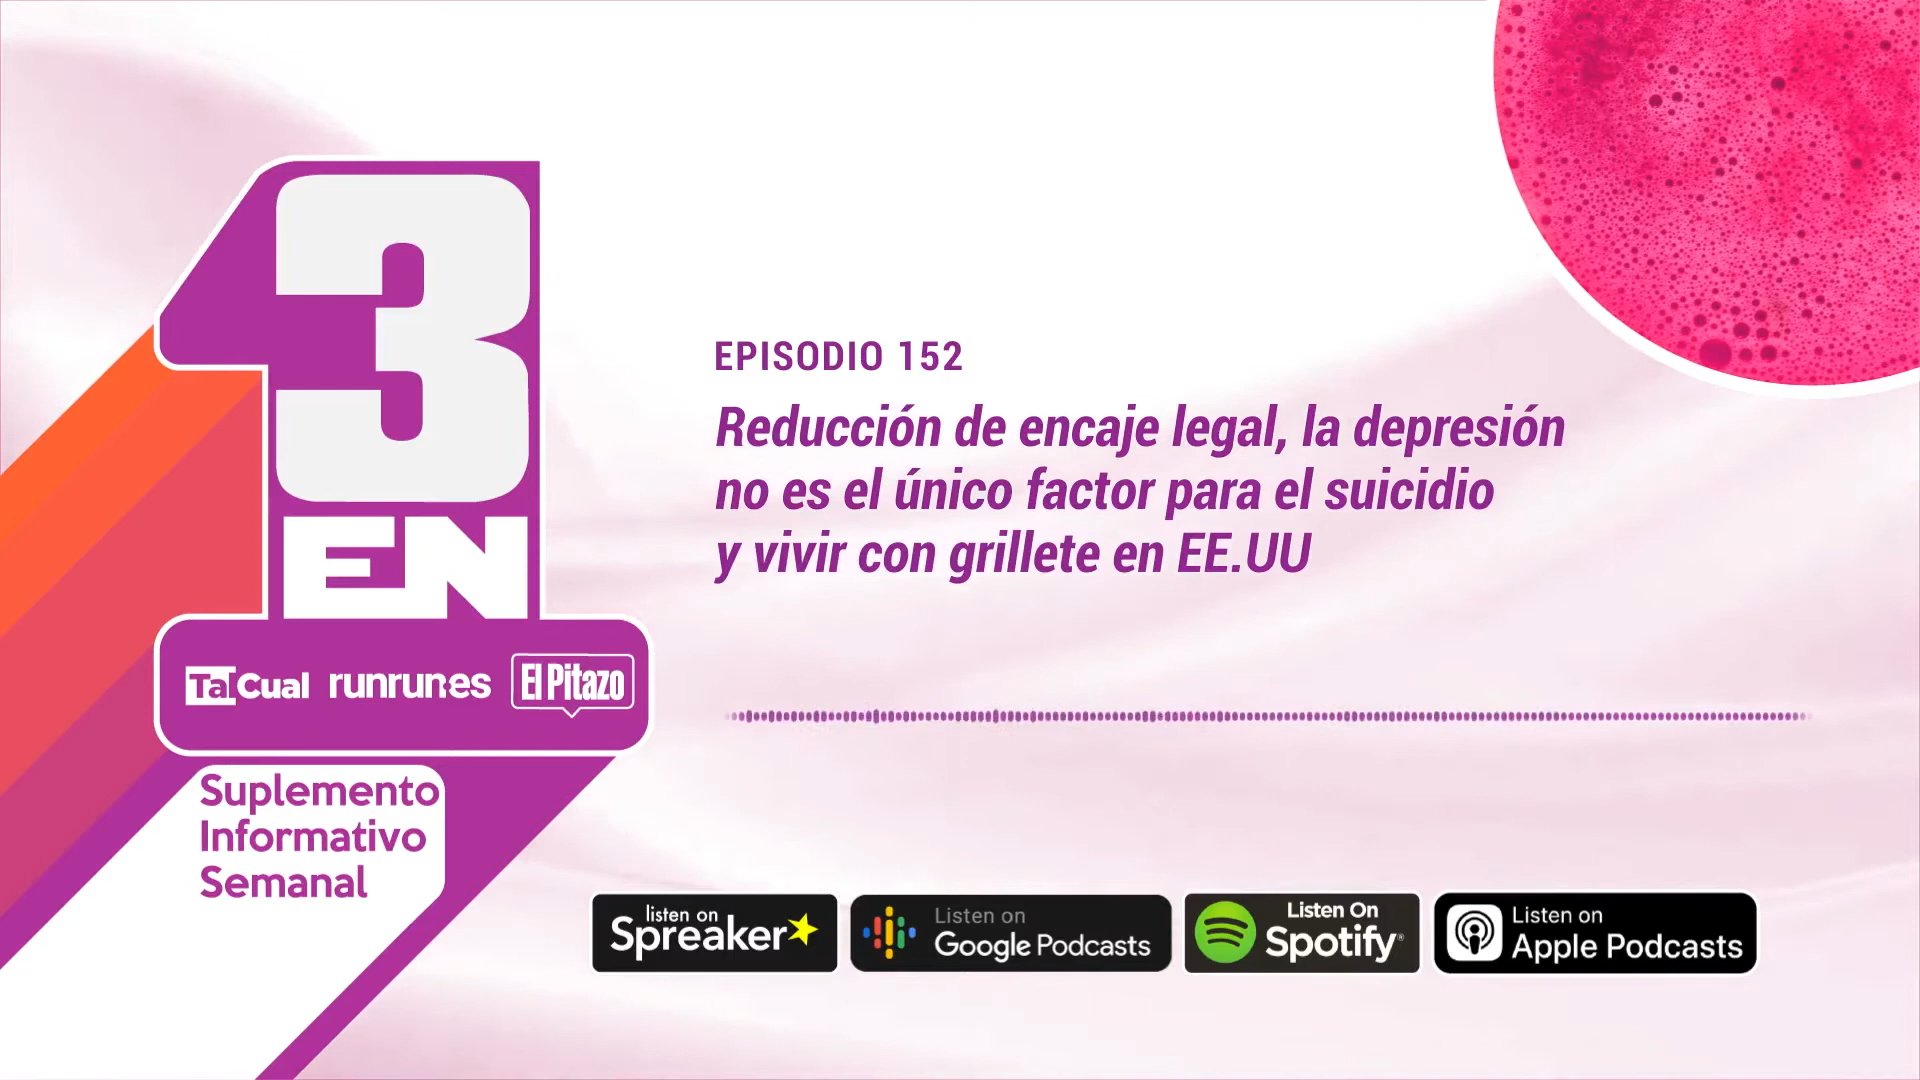 3
EN
TalCual runrun.es El Pitazo
Suplemento
Informativo
Semanal
EPISODIO 152
Reducción de encaje legal, la depresión
no es el único factor para el suicidio
y vivir con grillete en EE.UU
listen on
Spreaker
Listen on
Google Podcasts
Listen On
Spotify®
Listen on
Apple Podcasts